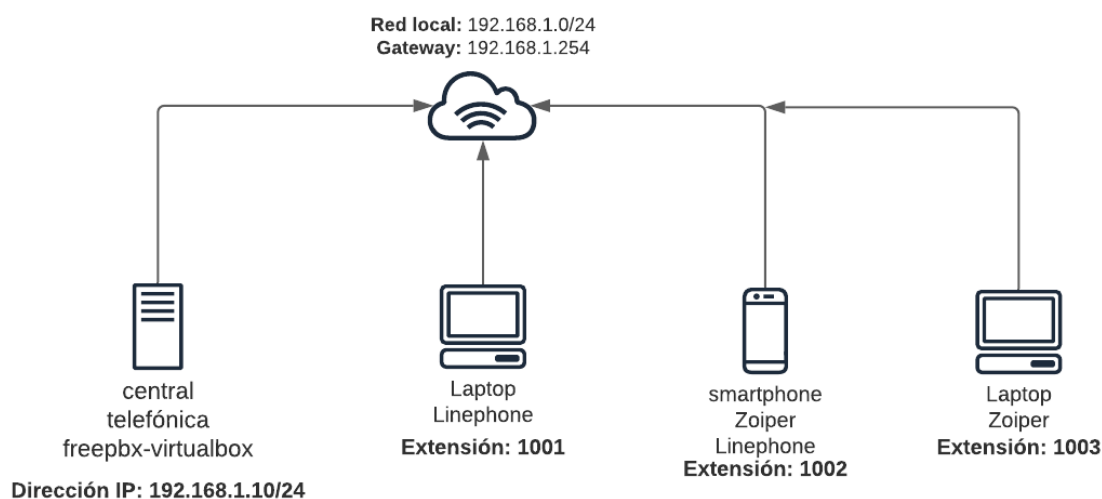 Red local: 192.168.1.0/24
Gateway: 192.168.1.254
central
telefónica
freepbx-virtualbox
Dirección IP: 192.168.1.10/24
Laptop
Linephone
Extensión: 1001
smartphone
Zoiper
Linephone
Extensión: 1002
Laptop
Zoiper
Extensión: 1003